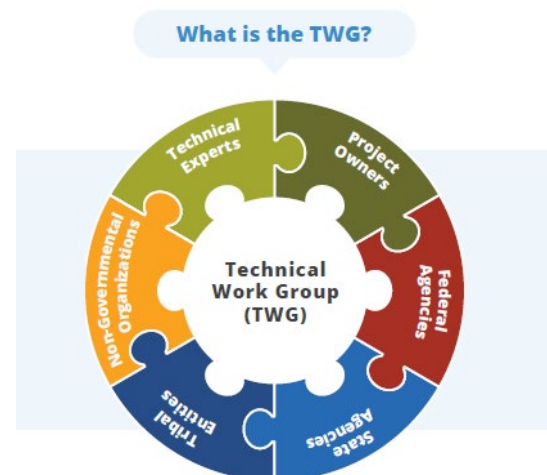 What is the TWG?
Technical
Experts
Project
Owners
Federal
Agencies
State
Agencies
Tribal
Entities
Non-Governmental
Organizations
Technical
Work Group
(TWG)